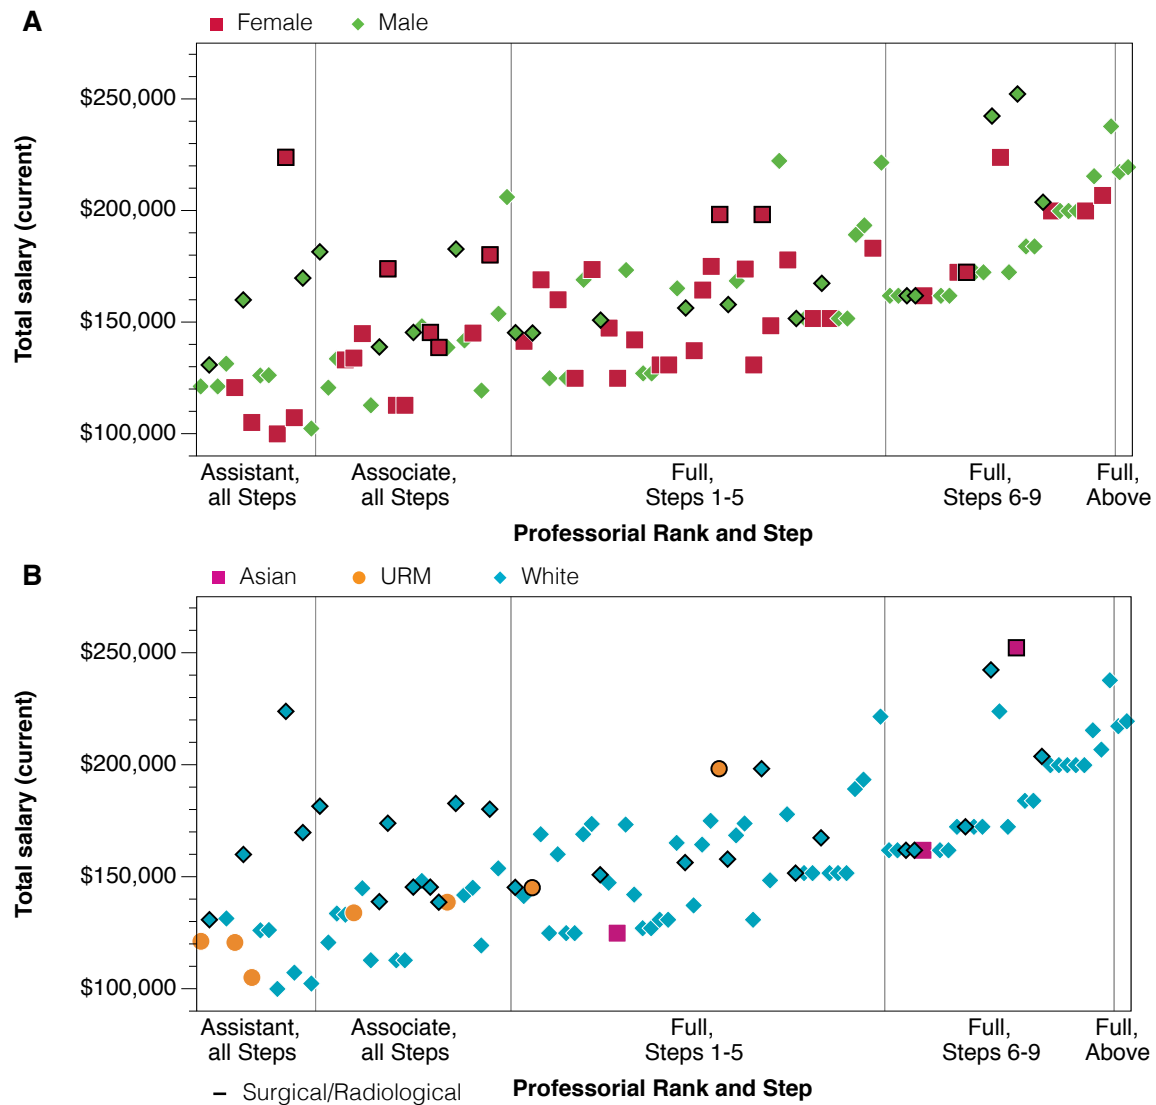 A
Female Male
Total salary (current)
$250,000
$200,000
$150,000
$100,000
Assistant, Associate, Full, Full, Full,
all Steps all Steps Steps 1-5 Steps 6-9 Above
Professorial Rank and Step
B
Asian URM White
Total salary (current)
$250,000
$200,000
$150,000
$100,000
Assistant, Associate, Full, Full, Full,
all Steps all Steps Steps 1-5 Steps 6-9 Above
– Surgical/Radiological Professorial Rank and Step